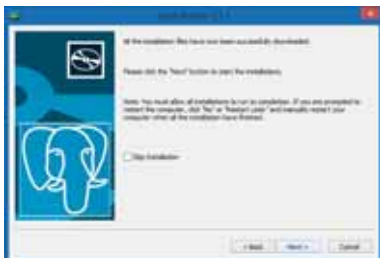 All the installation files have now been successfully downloaded.
Please click the "Next" button to start the installations.
Note: You must allow all installations to run to completion. If you are prompted to
restart the computer, click "No" or "Restart Later" and manually restart your
computer when all the installation have finished.
Skip Installation
< Back
Next >
Cancel